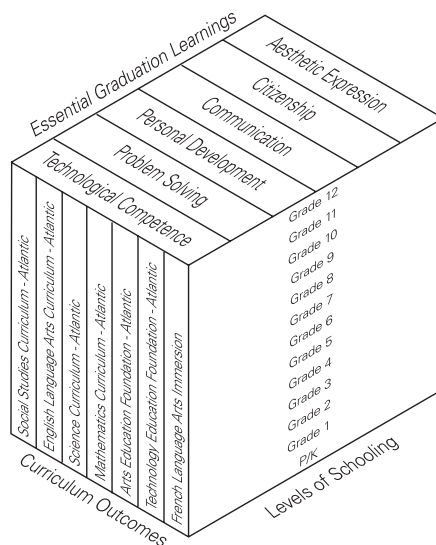 Essential Graduation Learnings
Aesthetic Expression
Citizenship
Communication
Personal Development
Problem Solving
Technological Competence
Social Studies Curriculum - Atlantic
English Language Arts Curriculum - Atlantic
Science Curriculum - Atlantic
Mathematics Curriculum - Atlantic
Arts Education Foundation - Atlantic
Technology Education Foundation - Atlantic
French Language Arts Immersion
Curriculum Outcomes
Grade 12
Grade 11
Grade 10
Grade 9
Grade 8
Grade 7
Grade 6
Grade 5
Grade 4
Grade 3
Grade 2
Grade 1
P/K
Levels of Schooling